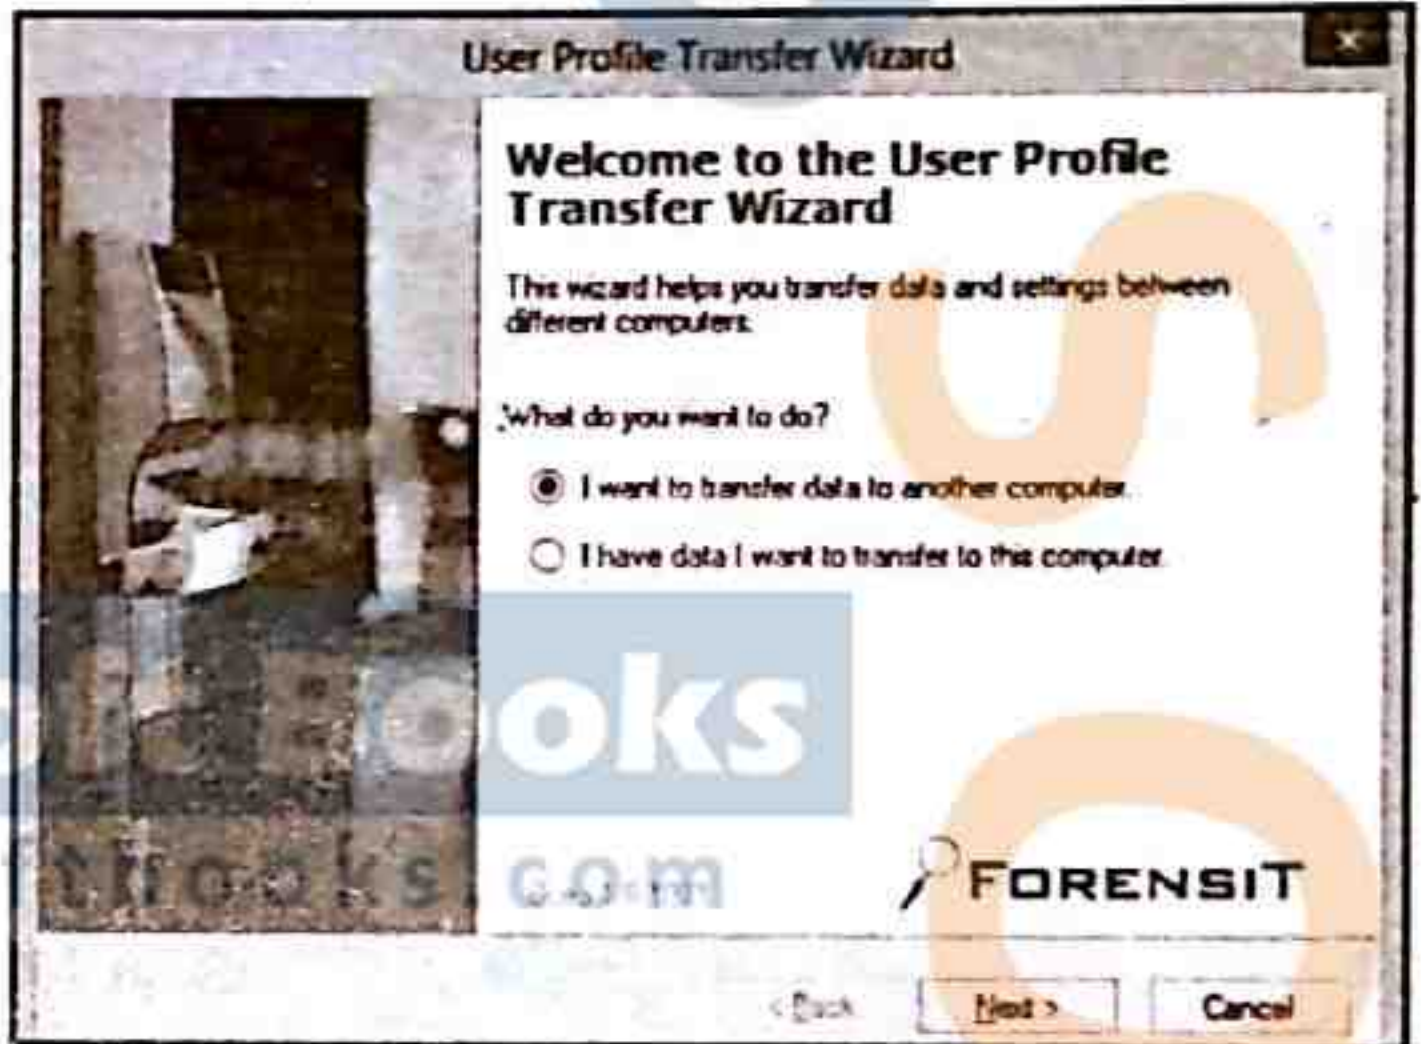 User Profile Transfer Wizard
Welcome to the User Profile
Transfer Wizard
This wizard helps you transfer data and settings between
different computers.
What do you want to do?
I want to transfer data to another computer.
I have data I want to transfer to this computer.
ooks
FORENSIT
< Back Next > Cancel